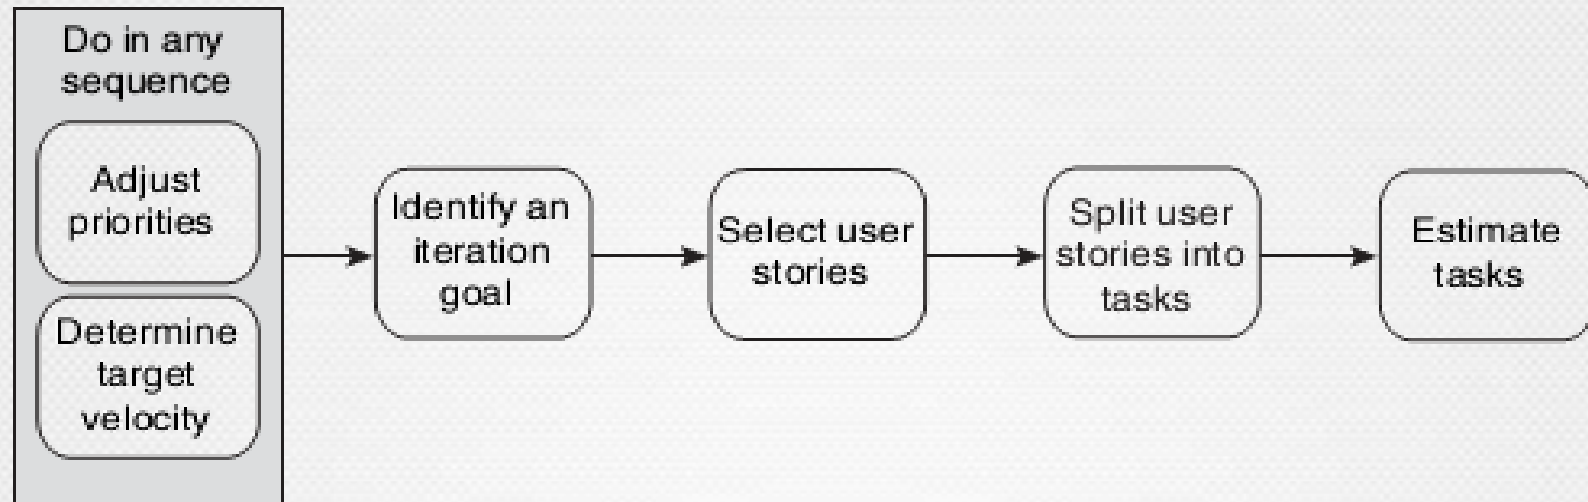 Do in any
sequence
Adjust
priorities
Determine
target
velocity
Identify an
iteration
goal
Select user
stories
Split user
stories into
tasks
Estimate
tasks